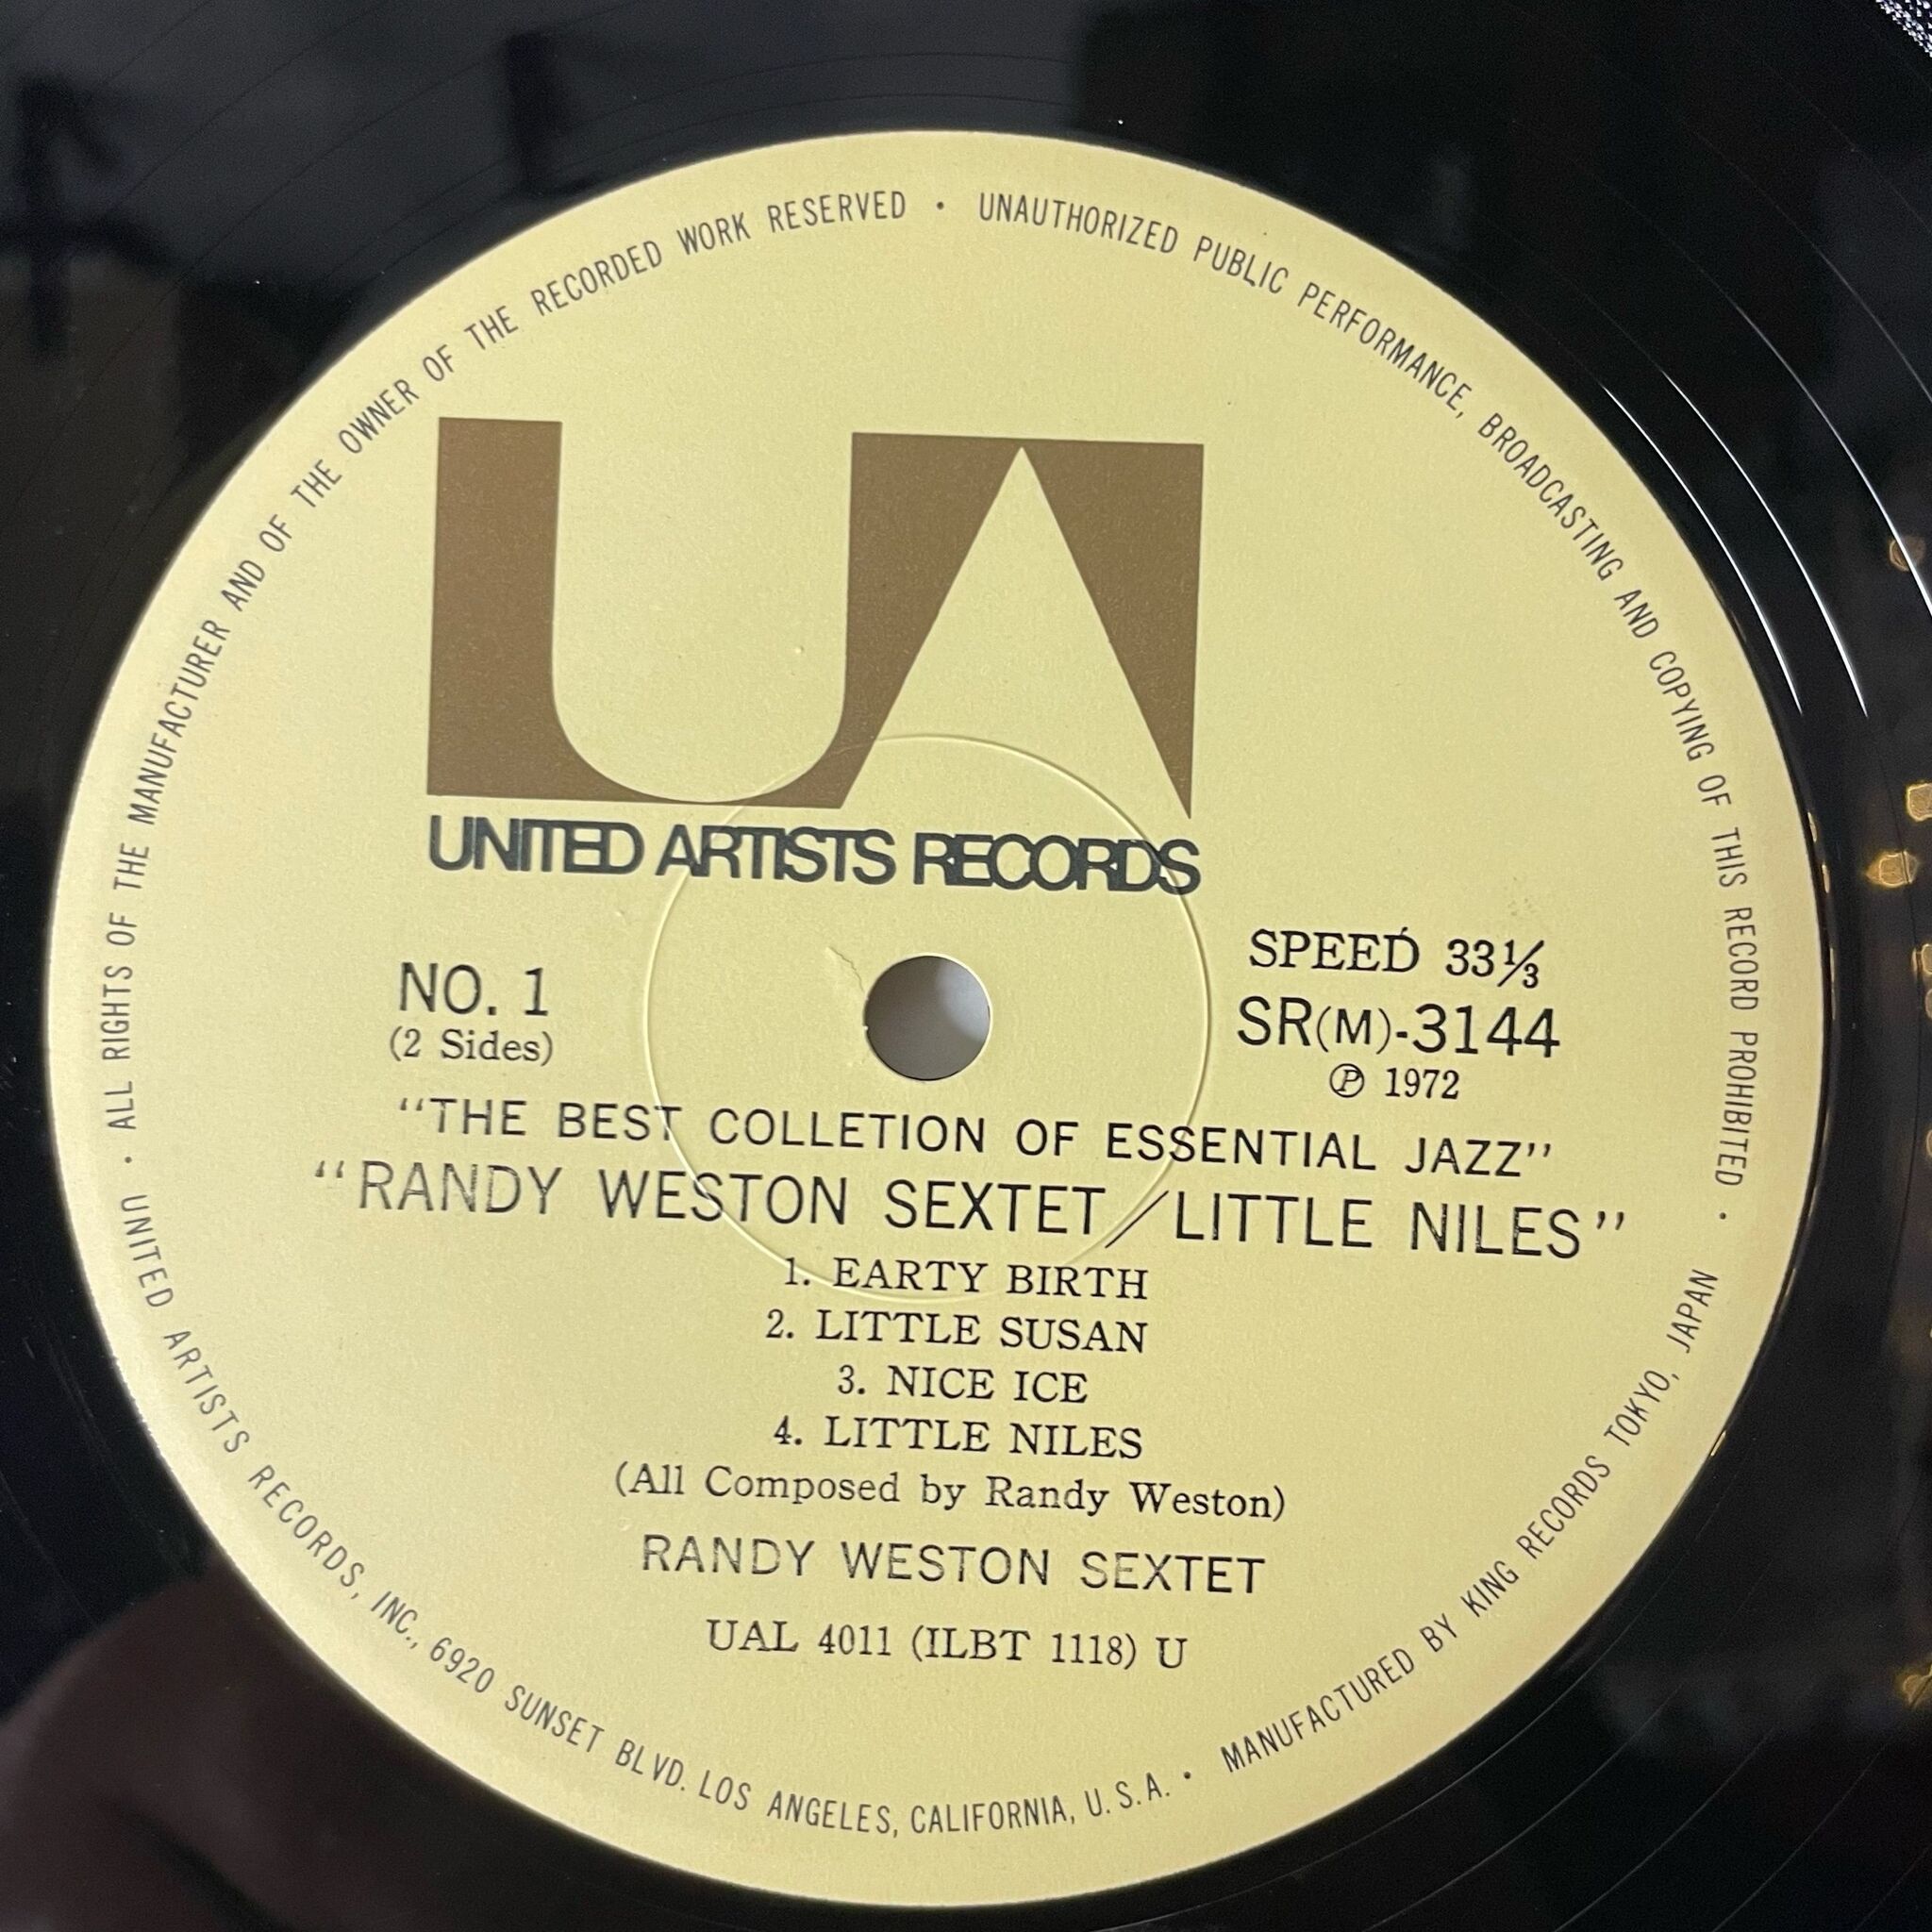 ALL RIGHTS OF THE MANUFACTURER AND OF THE OWNER OF THE RECORDED WORK RESERVED • UNAUTHORIZED PUBLIC PERFORMANCE, BROADCASTING AND COPYING OF THIS RECORD PROHIBITED •
UA
UNITED ARTISTS RECORDS
NO. 1
(2 Sides)
SPEED 33⅓
SR(M)-3144
Ⓟ 1972
“THE BEST COLLETION OF ESSENTIAL JAZZ”
“RANDY WESTON SEXTET/LITTLE NILES”
1. EARTY BIRTH
2. LITTLE SUSAN
3. NICE ICE
4. LITTLE NILES
(All Composed by Randy Weston)
RANDY WESTON SEXTET
UAL 4011 (ILBT 1118) U
• UNITED ARTISTS RECORDS, INC., 6920 SUNSET BLVD. LOS ANGELES, CALIFORNIA, U.S.A. • MANUFACTURED BY KING RECORDS TOKYO, JAPAN